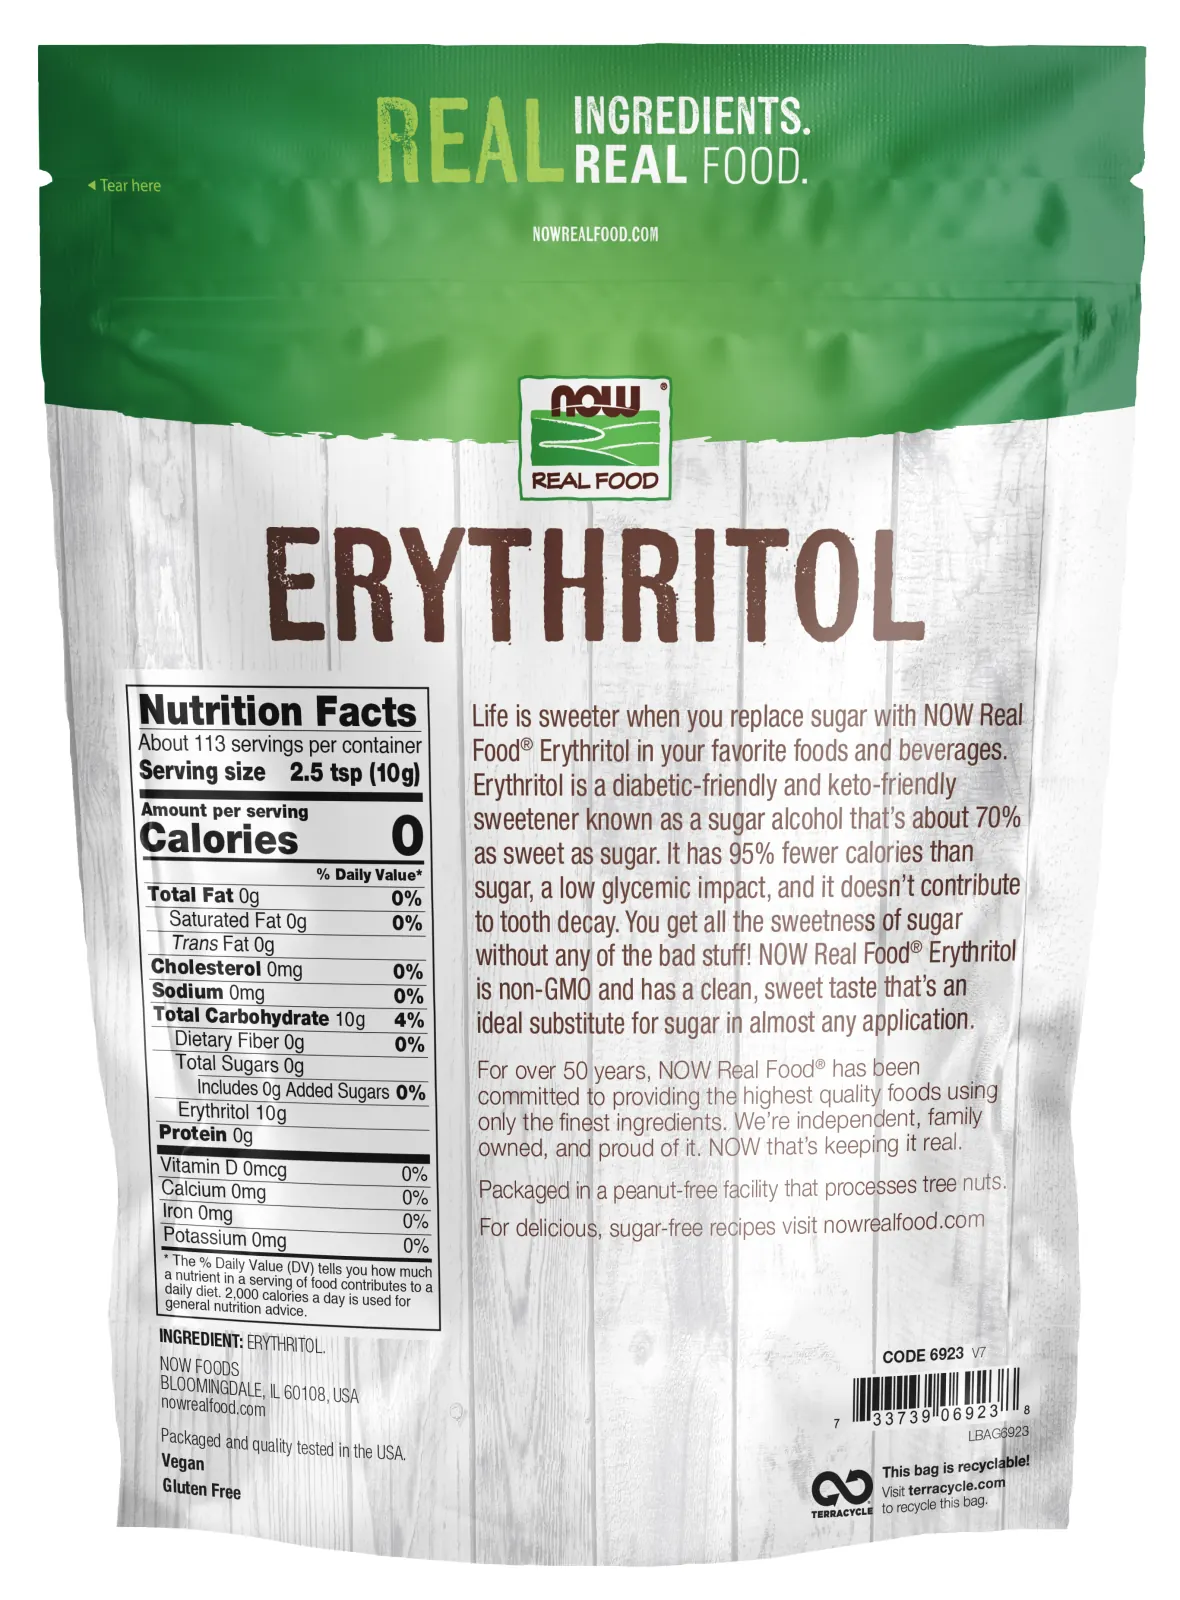 REAL INGREDIENTS.
REAL FOOD.
Tear here
NOWREALFOOD.COM
NOW®
REAL FOOD
ERYTHRITOL
Nutrition Facts
About 113 servings per container
Serving size 2.5 tsp (10g)
Amount per serving
Calories 0
% Daily Value*
Total Fat 0g 0%
Saturated Fat 0g 0%
Trans Fat 0g
Cholesterol 0mg 0%
Sodium 0mg 0%
Total Carbohydrate 10g 4%
Dietary Fiber 0g 0%
Total Sugars 0g
Includes 0g Added Sugars 0%
Erythritol 10g
Protein 0g
Vitamin D 0mcg 0%
Calcium 0mg 0%
Iron 0mg 0%
Potassium 0mg 0%
* The % Daily Value (DV) tells you how much
a nutrient in a serving of food contributes to a
daily diet. 2,000 calories a day is used for
general nutrition advice.
INGREDIENT: ERYTHRITOL.
NOW FOODS
BLOOMINGDALE, IL 60108, USA
nowrealfood.com
Packaged and quality tested in the USA.
Vegan
Gluten Free
Life is sweeter when you replace sugar with NOW Real
Food® Erythritol in your favorite foods and beverages.
Erythritol is a diabetic-friendly and keto-friendly
sweetener known as a sugar alcohol that's about 70%
as sweet as sugar. It has 95% fewer calories than
sugar, a low glycemic impact, and it doesn't contribute
to tooth decay. You get all the sweetness of sugar
without any of the bad stuff! NOW Real Food® Erythritol
is non-GMO and has a clean, sweet taste that's an
ideal substitute for sugar in almost any application.
For over 50 years, NOW Real Food® has been
committed to providing the highest quality foods using
only the finest ingredients. We're independent, family
owned, and proud of it. NOW that's keeping it real.
Packaged in a peanut-free facility that processes tree nuts.
For delicious, sugar-free recipes visit nowrealfood.com
CODE 6923 V7
7 33739 06923 8
LBAG6923
TERRACYCLE
This bag is recyclable!
Visit terracycle.com
to recycle this bag.